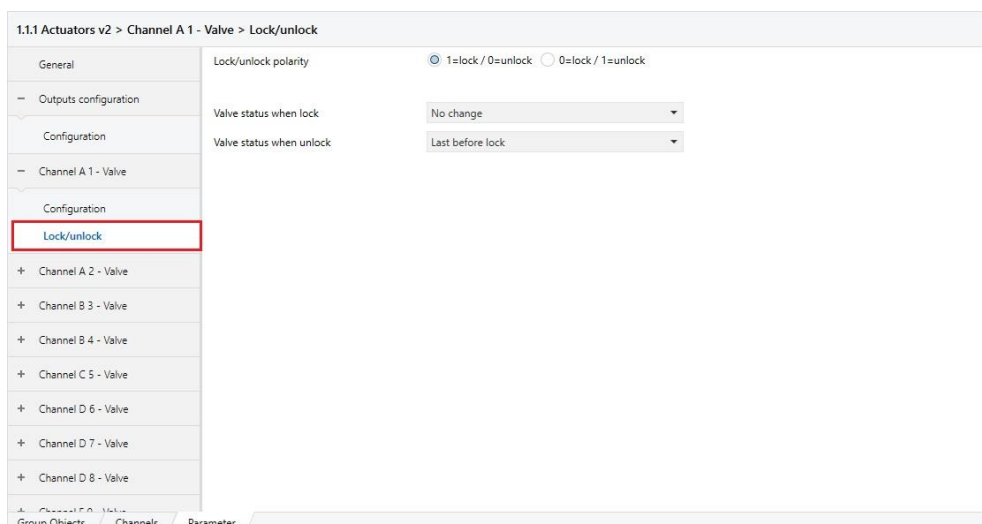 1.1.1 Actuators v2 > Channel A 1 - Valve > Lock/unlock
General
Lock/unlock polarity 1=lock / 0=unlock 0=lock / 1=unlock
Outputs configuration
Valve status when lock No change
Configuration
Valve status when unlock Last before lock
Channel A 1 - Valve
Configuration
Lock/unlock
Channel A 2 - Valve
Channel B 3 - Valve
Channel B 4 - Valve
Channel C 5 - Valve
Channel D 6 - Valve
Channel D 7 - Valve
Channel D 8 - Valve
Group Objects Channels Parameter